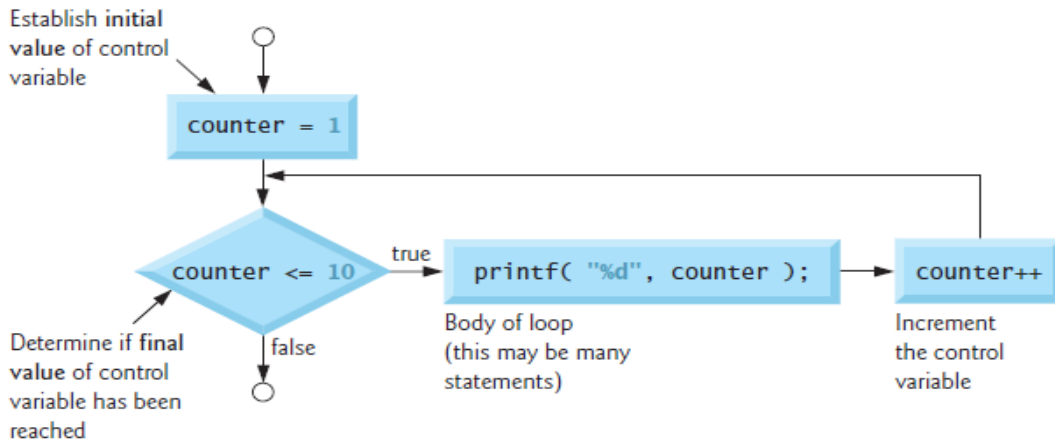 Establish initial
value of control
variable
counter = 1
counter <= 10
true
printf( "%d", counter );
counter++
Determine if final
value of control
variable has been
reached
false
Body of loop
(this may be many
statements)
Increment
the control
variable